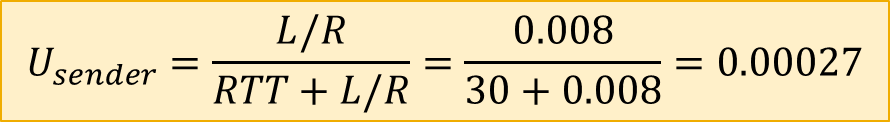 U_sender = (L/R)/(RTT + L/R) = 0.008/(30 + 0.008) = 0.00027